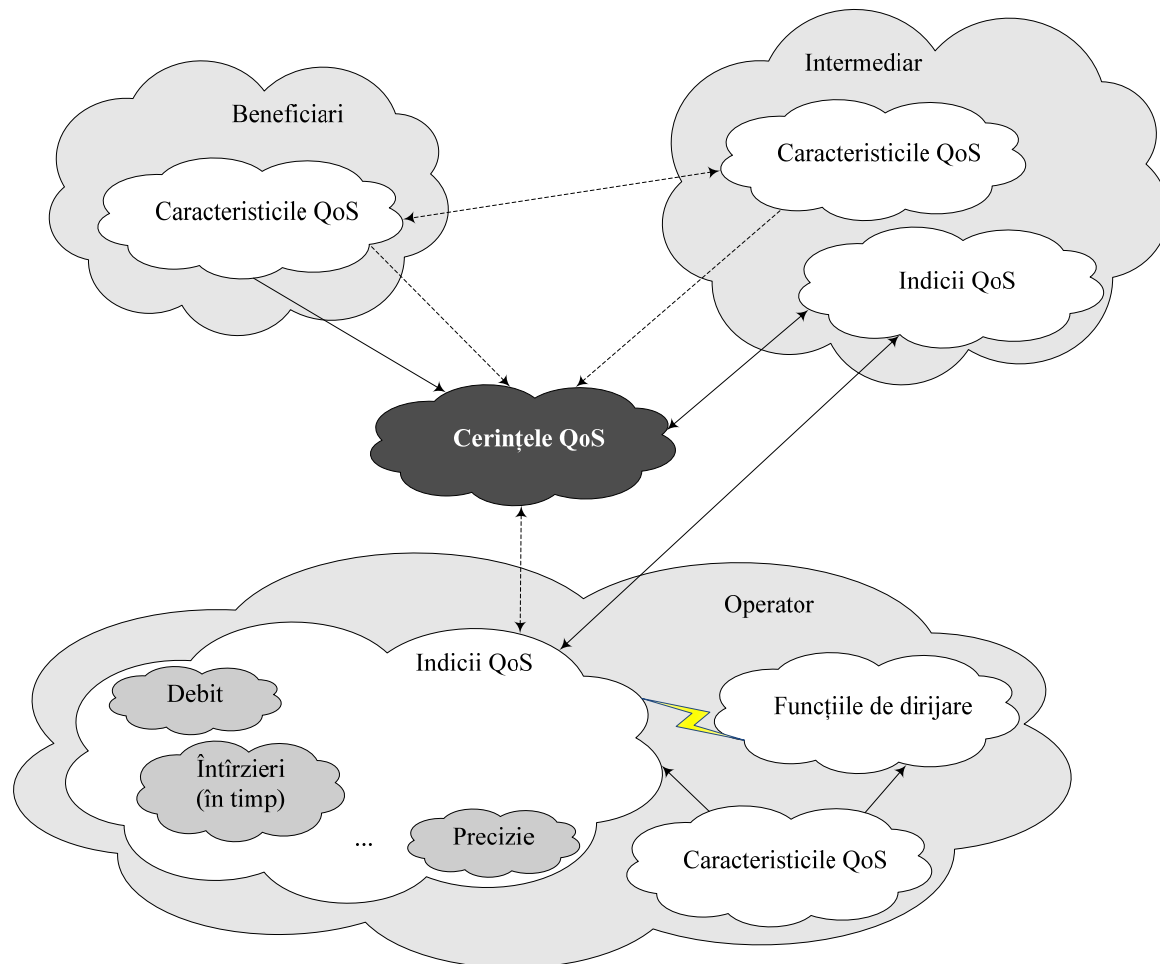 Intermediar
Beneficiari
Caracteristicile QoS
Caracteristicile QoS
Indicii QoS
Cerințele QoS
Operator
Indicii QoS
Debit
Funcțiile de dirijare
Întîrzieri
(în timp)
...
Precizie
Caracteristicile QoS